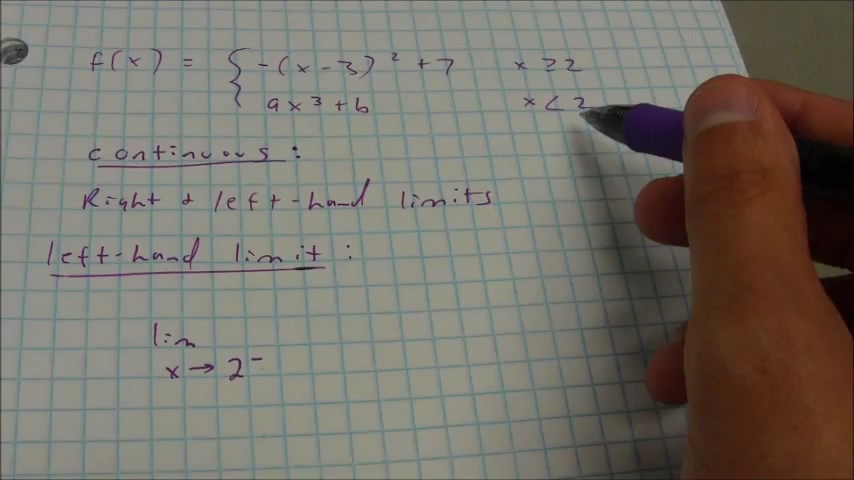 f(x) = { -(x-3)² + 7    x ≥ 2
ax³ + b    x < 2
continuous:
Right & left-hand limits
left-hand limit:
lim
x → 2⁻